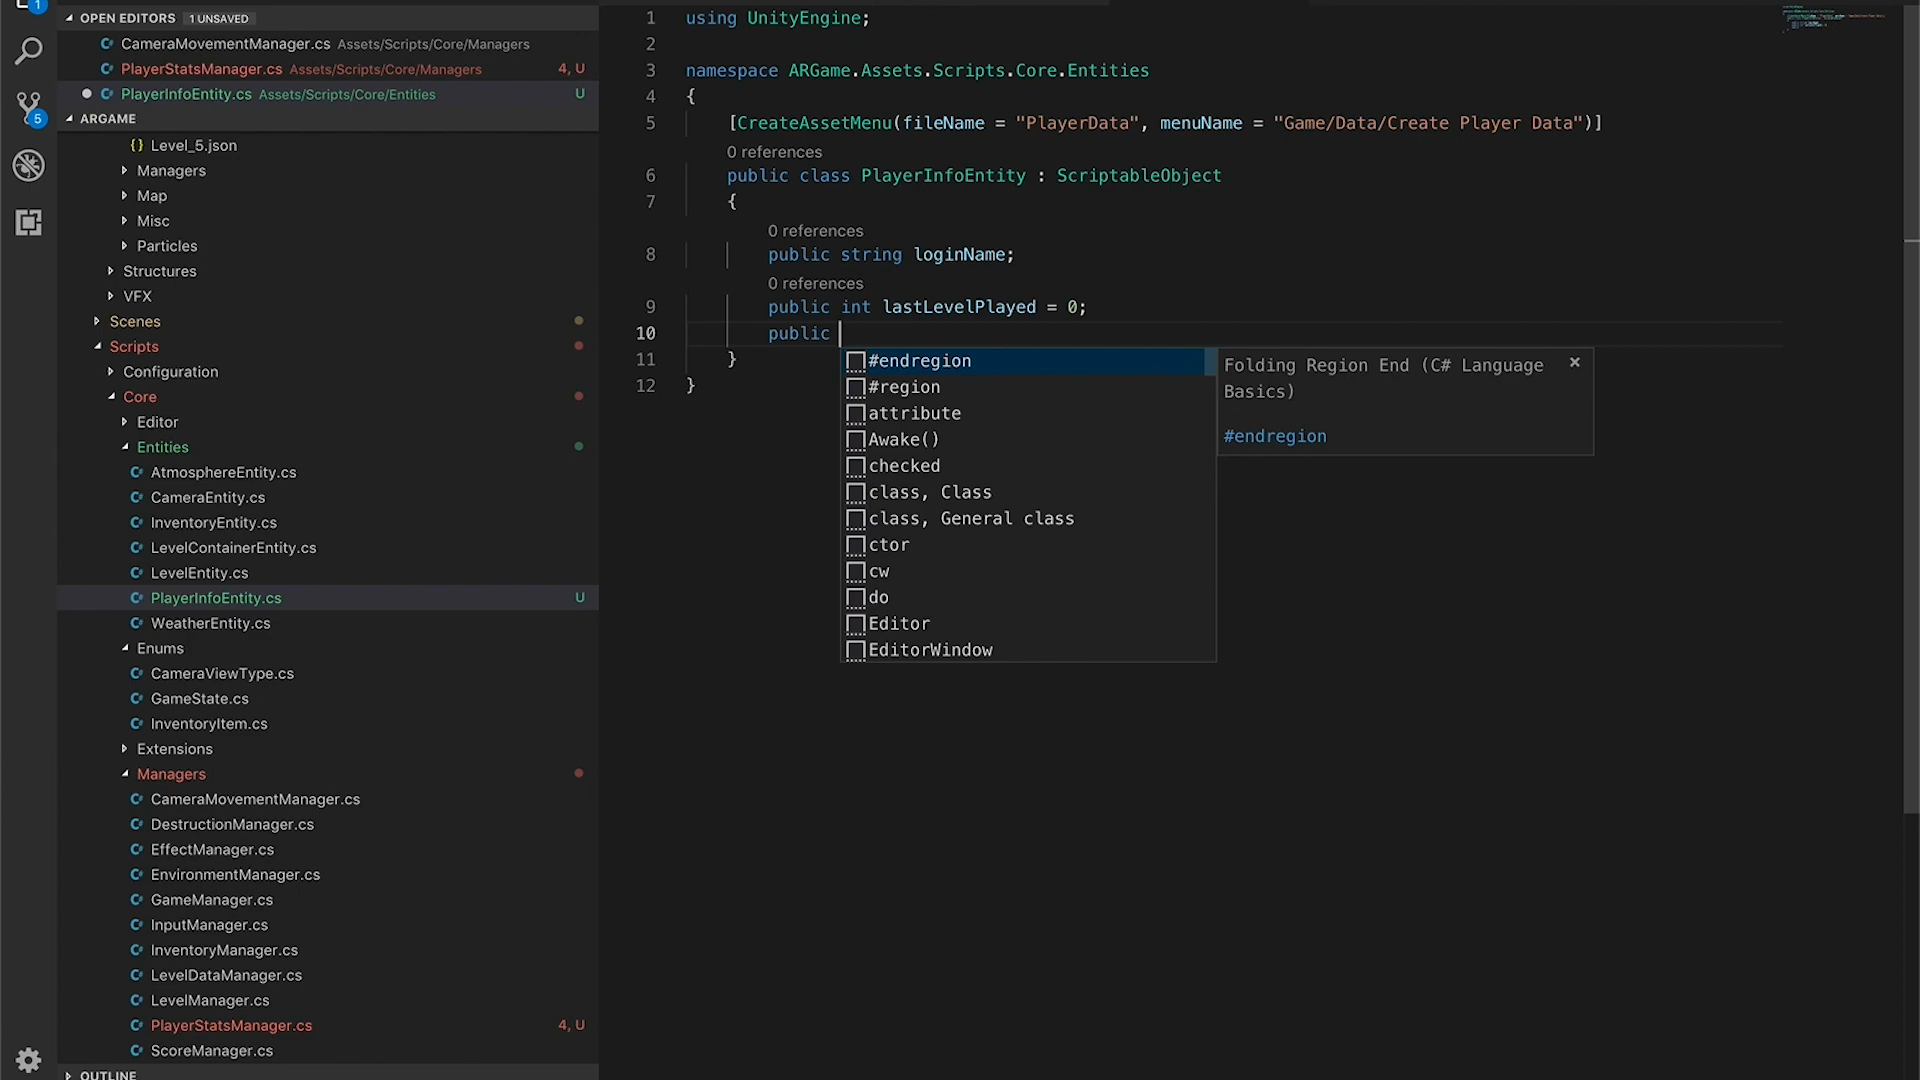 1
OPEN EDITORS 1 UNSAVED
CameraMovementManager.cs Assets/Scripts/Core/Managers
PlayerStatsManager.cs Assets/Scripts/Core/Managers 4, U
PlayerInfoEntity.cs Assets/Scripts/Core/Entities U
5
ARGAME
{} Level_5.json
Managers
Map
Misc
Particles
Structures
VFX
Scenes
Scripts
Configuration
Core
Editor
Entities
AtmosphereEntity.cs
CameraEntity.cs
InventoryEntity.cs
LevelContainerEntity.cs
LevelEntity.cs
PlayerInfoEntity.cs U
WeatherEntity.cs
Enums
CameraViewType.cs
GameState.cs
InventoryItem.cs
Extensions
Managers
CameraMovementManager.cs
DestructionManager.cs
EffectManager.cs
EnvironmentManager.cs
GameManager.cs
InputManager.cs
InventoryManager.cs
LevelDataManager.cs
LevelManager.cs
PlayerStatsManager.cs 4, U
ScoreManager.cs
OUTLINE
1 using UnityEngine;
2
3 namespace ARGame.Assets.Scripts.Core.Entities
4 {
5 [CreateAssetMenu(fileName = "PlayerData", menuName = "Game/Data/Create Player Data")]
0 references
6 public class PlayerInfoEntity : ScriptableObject
7 {
0 references
8 public string loginName;
0 references
9 public int lastLevelPlayed = 0;
10 public
11 }
12 }
#endregion
#region
attribute
Awake()
checked
class, Class
class, General class
ctor
cw
do
Editor
EditorWindow
Folding Region End (C# Language
Basics)
#endregion